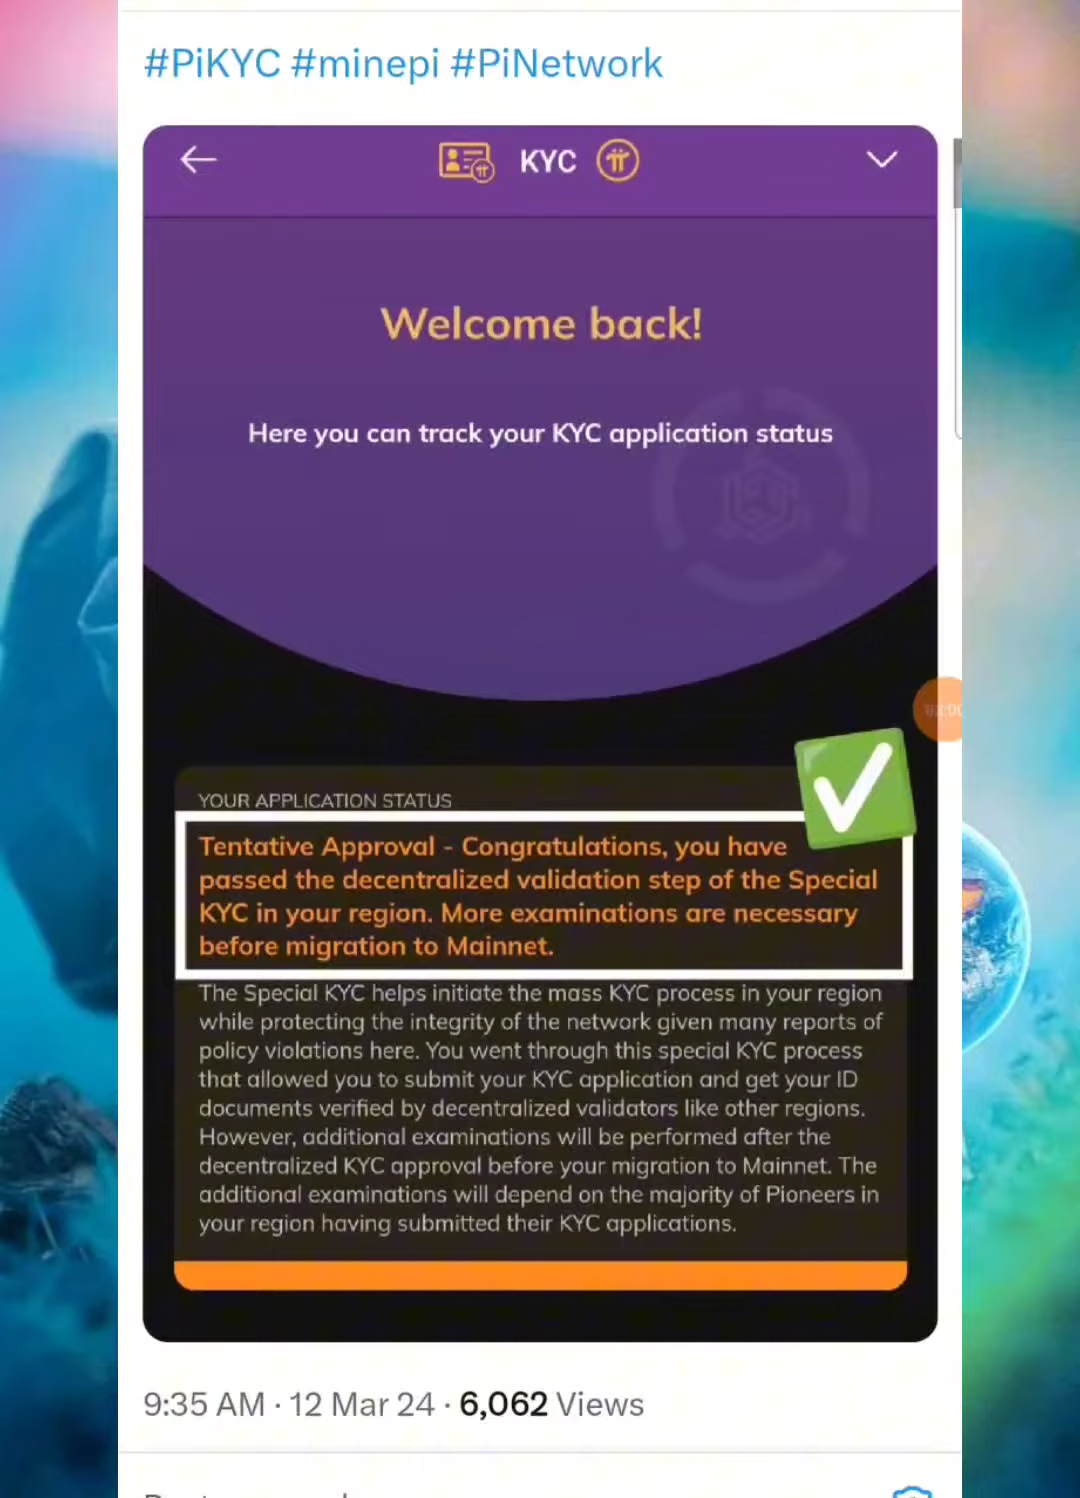 #PiKYC #minepi #PiNetwork
KYC
Welcome back!
Here you can track your KYC application status
YOUR APPLICATION STATUS
Tentative Approval - Congratulations, you have
passed the decentralized validation step of the Special
KYC in your region. More examinations are necessary
before migration to Mainnet.
The Special KYC helps initiate the mass KYC process in your region
while protecting the integrity of the network given many reports of
policy violations here. You went through this special KYC process
that allowed you to submit your KYC application and get your ID
documents verified by decentralized validators like other regions.
However, additional examinations will be performed after the
decentralized KYC approval before your migration to Mainnet. The
additional examinations will depend on the majority of Pioneers in
your region having submitted their KYC applications.
9:35 AM · 12 Mar 24 · 6,062 Views